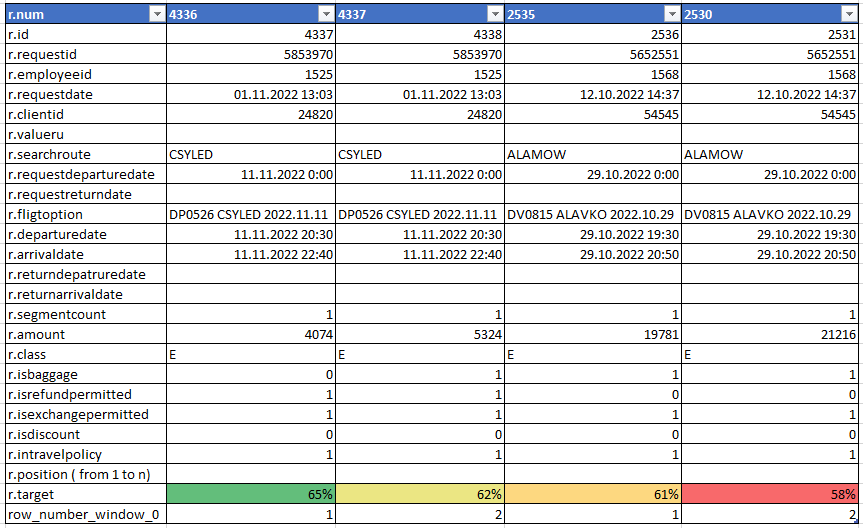 r.num 4336 4337 2535 2530
r.id 4337 4338 2536 2531
r.requestid 5853970 5853970 5652551 5652551
r.employeeid 1525 1525 1568 1568
r.requestdate 01.11.2022 13:03 01.11.2022 13:03 12.10.2022 14:37 12.10.2022 14:37
r.clientid 24820 24820 54545 54545
r.valueru
r.searchroute CSYLED CSYLED ALAMOW ALAMOW
r.requestdeparturedate 11.11.2022 0:00 11.11.2022 0:00 29.10.2022 0:00 29.10.2022 0:00
r.requestreturndate
r.fligtoption DP0526 CSYLED 2022.11.11 DP0526 CSYLED 2022.11.11 DV0815 ALAVKO 2022.10.29 DV0815 ALAVKO 2022.10.29
r.departuredate 11.11.2022 20:30 11.11.2022 20:30 29.10.2022 19:30 29.10.2022 19:30
r.arrivaldate 11.11.2022 22:40 11.11.2022 22:40 29.10.2022 20:50 29.10.2022 20:50
r.returndepatruredate
r.returnarrivaldate
r.segmentcount 1 1 1 1
r.amount 4074 5324 19781 21216
r.class E E E E
r.isbaggage 0 1 1 1
r.isrefundpermitted 1 1 0 0
r.isexchangepermitted 1 1 1 1
r.isdiscount 0 0 0 0
r.intravelpolicy 1 1 1 1
r.position ( from 1 to n)
r.target 65% 62% 61% 58%
row_number_window_0 1 2 1 2